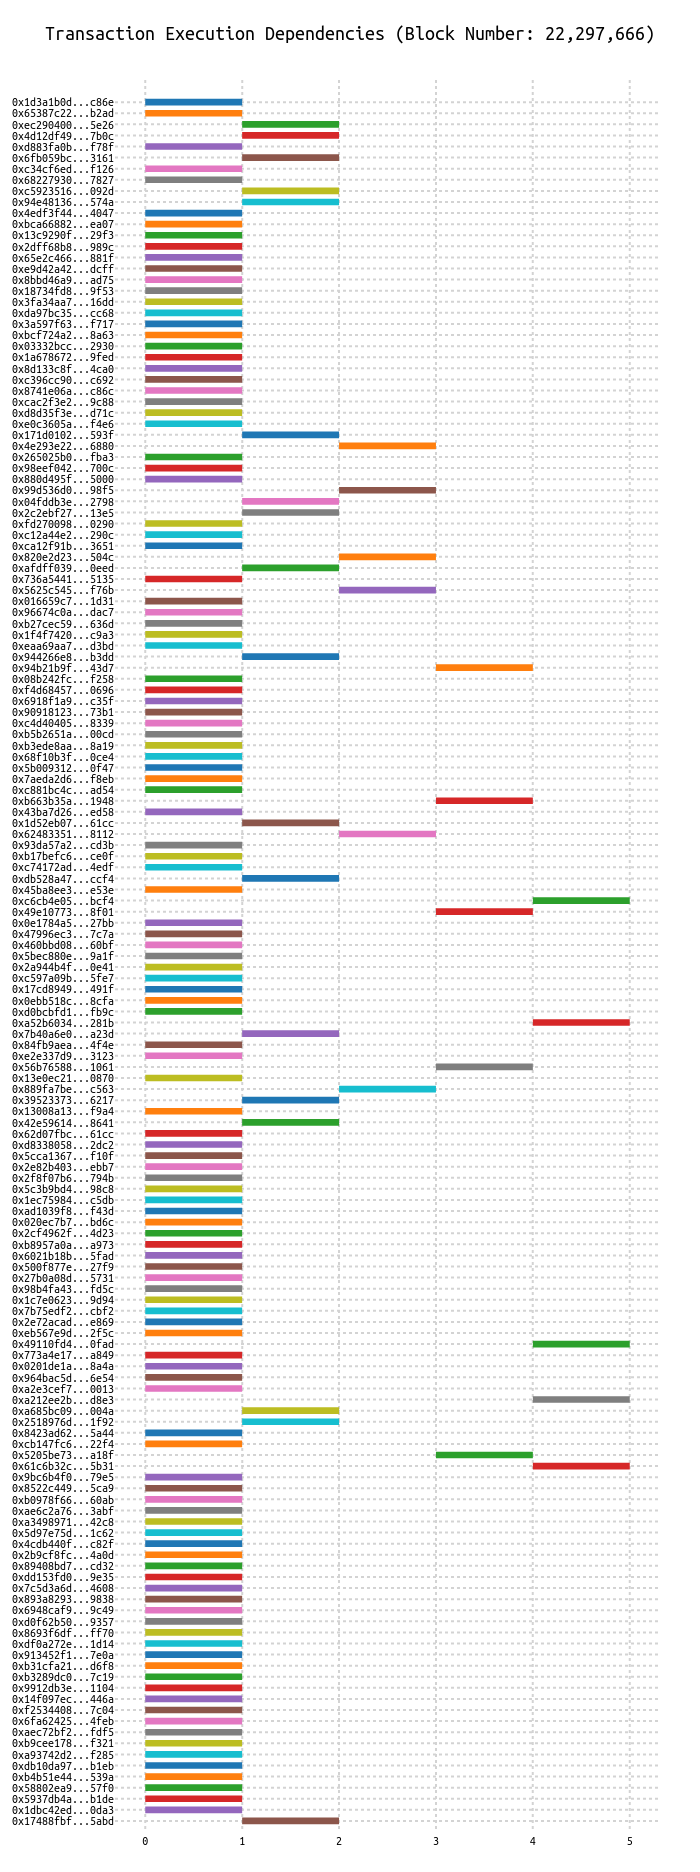 Transaction Execution Dependencies (Block Number: 22,297,666)
0x1d3a1b0d...c86e
0x65387c22...b2ad
0xec290400...5e26
0x4d12df49...7b0c
0xd883fa0b...f78f
0x6fb059bc...3161
0xc34cf6ed...f126
0x68227930...7827
0xc5923516...092d
0x94e48136...574a
0x4edf3f44...4047
0xbca66882...ea07
0x13c9290f...29f3
0x2dff68b8...989c
0x65e2c466...881f
0xe9d42a42...dcff
0x8bbd46a9...ad75
0x18734fd8...9f53
0x3fa34aa7...16dd
0xda97bc35...cc68
0x3a597f63...f717
0xbcf724a2...8a63
0x03332bcc...2930
0x1a678672...9fed
0x8d133c8f...4ca0
0xc396cc90...c692
0x8741e06a...c86c
0xcac2f3e2...9c88
0xd8d35f3e...d71c
0xe0c3605a...f4e6
0x171d0102...593f
0x4e293e22...6880
0x265025b0...fba3
0x98eef042...700c
0x880d495f...5000
0x99d536d0...98f5
0x04fddb3e...2798
0x2c2ebf27...13e5
0xfd270098...0290
0xc12a44e2...290c
0xca12f91b...3651
0x820e2d23...504c
0xafdff039...0eed
0x736a5441...5135
0x5625c545...f76b
0x016659c7...1d31
0x96674c0a...dac7
0xb27cec59...636d
0x1f4f7420...c9a3
0xeaa69aa7...d3bd
0x944266e8...b3dd
0x94b21b9f...43d7
0x08b242fc...f258
0xf4d68457...0696
0x6918f1a9...c35f
0x90918123...73b1
0xc4d40405...8339
0xb5b2651a...00cd
0xb3ede8aa...8a19
0x68f10b3f...0ce4
0x5b009312...0f47
0x7aeda2d6...f8eb
0xc881bc4c...ad54
0xb663b35a...1948
0x43ba7d26...ed58
0x1d52eb07...61cc
0x62483351...8112
0x93da57a2...cd3b
0xb17befc6...ce0f
0xc74172ad...4edf
0xdb528a47...ccf4
0x45ba8ee3...e53e
0xc6cb4e05...bcf4
0x49e10773...8f01
0x0e1784a5...27bb
0x47996ec3...7c7a
0x460bbd08...60bf
0x5bec880e...9a1f
0x2a944b4f...0e41
0xc597a09b...5fe7
0x17cd8949...491f
0x0ebb518c...8cfa
0xd0bcbfd1...fb9c
0xa52b6034...281b
0x7b40a6e0...a23d
0x84fb9aea...4f4e
0xe2e337d9...3123
0x56b76588...1061
0x13e0ec21...0870
0x889fa7be...c563
0x39523373...6217
0x13008a13...f9a4
0x42e59614...8641
0x62d07fbc...61cc
0xd8338058...2dc2
0x5cca1367...f10f
0x2e82b403...ebb7
0x2f8f07b6...794b
0x5c3b9bd4...98c8
0x1ec75984...c5db
0xad1039f8...f43d
0x020ec7b7...bd6c
0x2cf4962f...4d23
0xb8957a0a...a973
0x6021b18b...5fad
0x500f877e...27f9
0x27b0a08d...5731
0x98b4fa43...fd5c
0x1c7e0623...9d94
0x7b75edf2...cbf2
0x2e72acad...e869
0xeb567e9d...2f5c
0x49110fd4...0fad
0x773a4e17...a849
0x0201de1a...8a4a
0x964bac5d...6e54
0xa2e3cef7...0013
0xa212ee2b...d8e3
0xa685bc09...004a
0x2518976d...1f92
0x8423ad62...5a44
0xcb147fc6...22f4
0x5205be73...a18f
0x61c6b32c...5b31
0x9bc6b4f0...79e5
0x8522c449...5ca9
0xb0978f66...60ab
0xae6c2a76...3abf
0xa3498971...42c8
0x5d97e75d...1c62
0x4cdb440f...c82f
0x2b9cf8fc...4a0d
0x89408bd7...cd32
0xdd153fd0...9e35
0x7c5d3a6d...4608
0x893a8293...9838
0x6948caf9...9c49
0xd0f62b50...9357
0x8693f6df...ff70
0xdf0a272e...1d14
0x913452f1...7e0a
0xb31cfa21...d6f8
0xb3289dc0...7c19
0x9912db3e...1104
0x14f097ec...446a
0xf2534408...7c04
0x6fa62425...4feb
0xaec72bf2...fdf5
0xb9cee178...f321
0xa93742d2...f285
0xdb10da97...b1eb
0xb4b51e44...539a
0x58802ea9...57f0
0x5937db4a...b1de
0x1dbc42ed...0da3
0x17488fbf...5abd
0 1 2 3 4 5